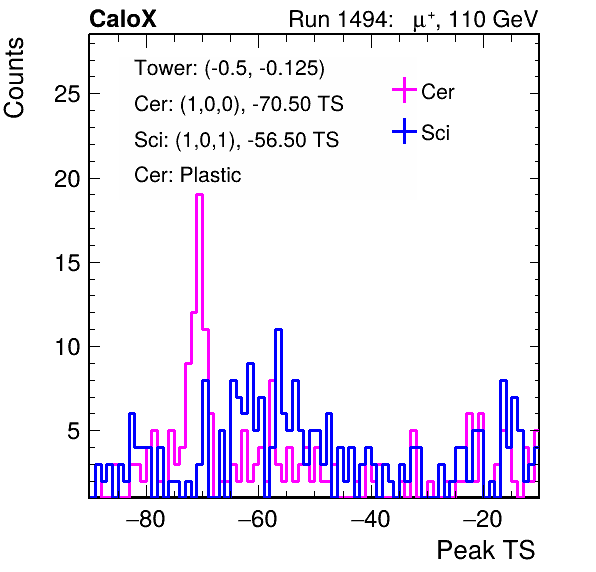 CaloX Run 1494: μ⁺, 110 GeV
Counts
Tower: (-0.5, -0.125)
Cer: (1,0,0), -70.50 TS
Sci: (1,0,1), -56.50 TS
Cer: Plastic
Cer
Sci
25
20
15
10
5
−80 −60 −40 −20
Peak TS